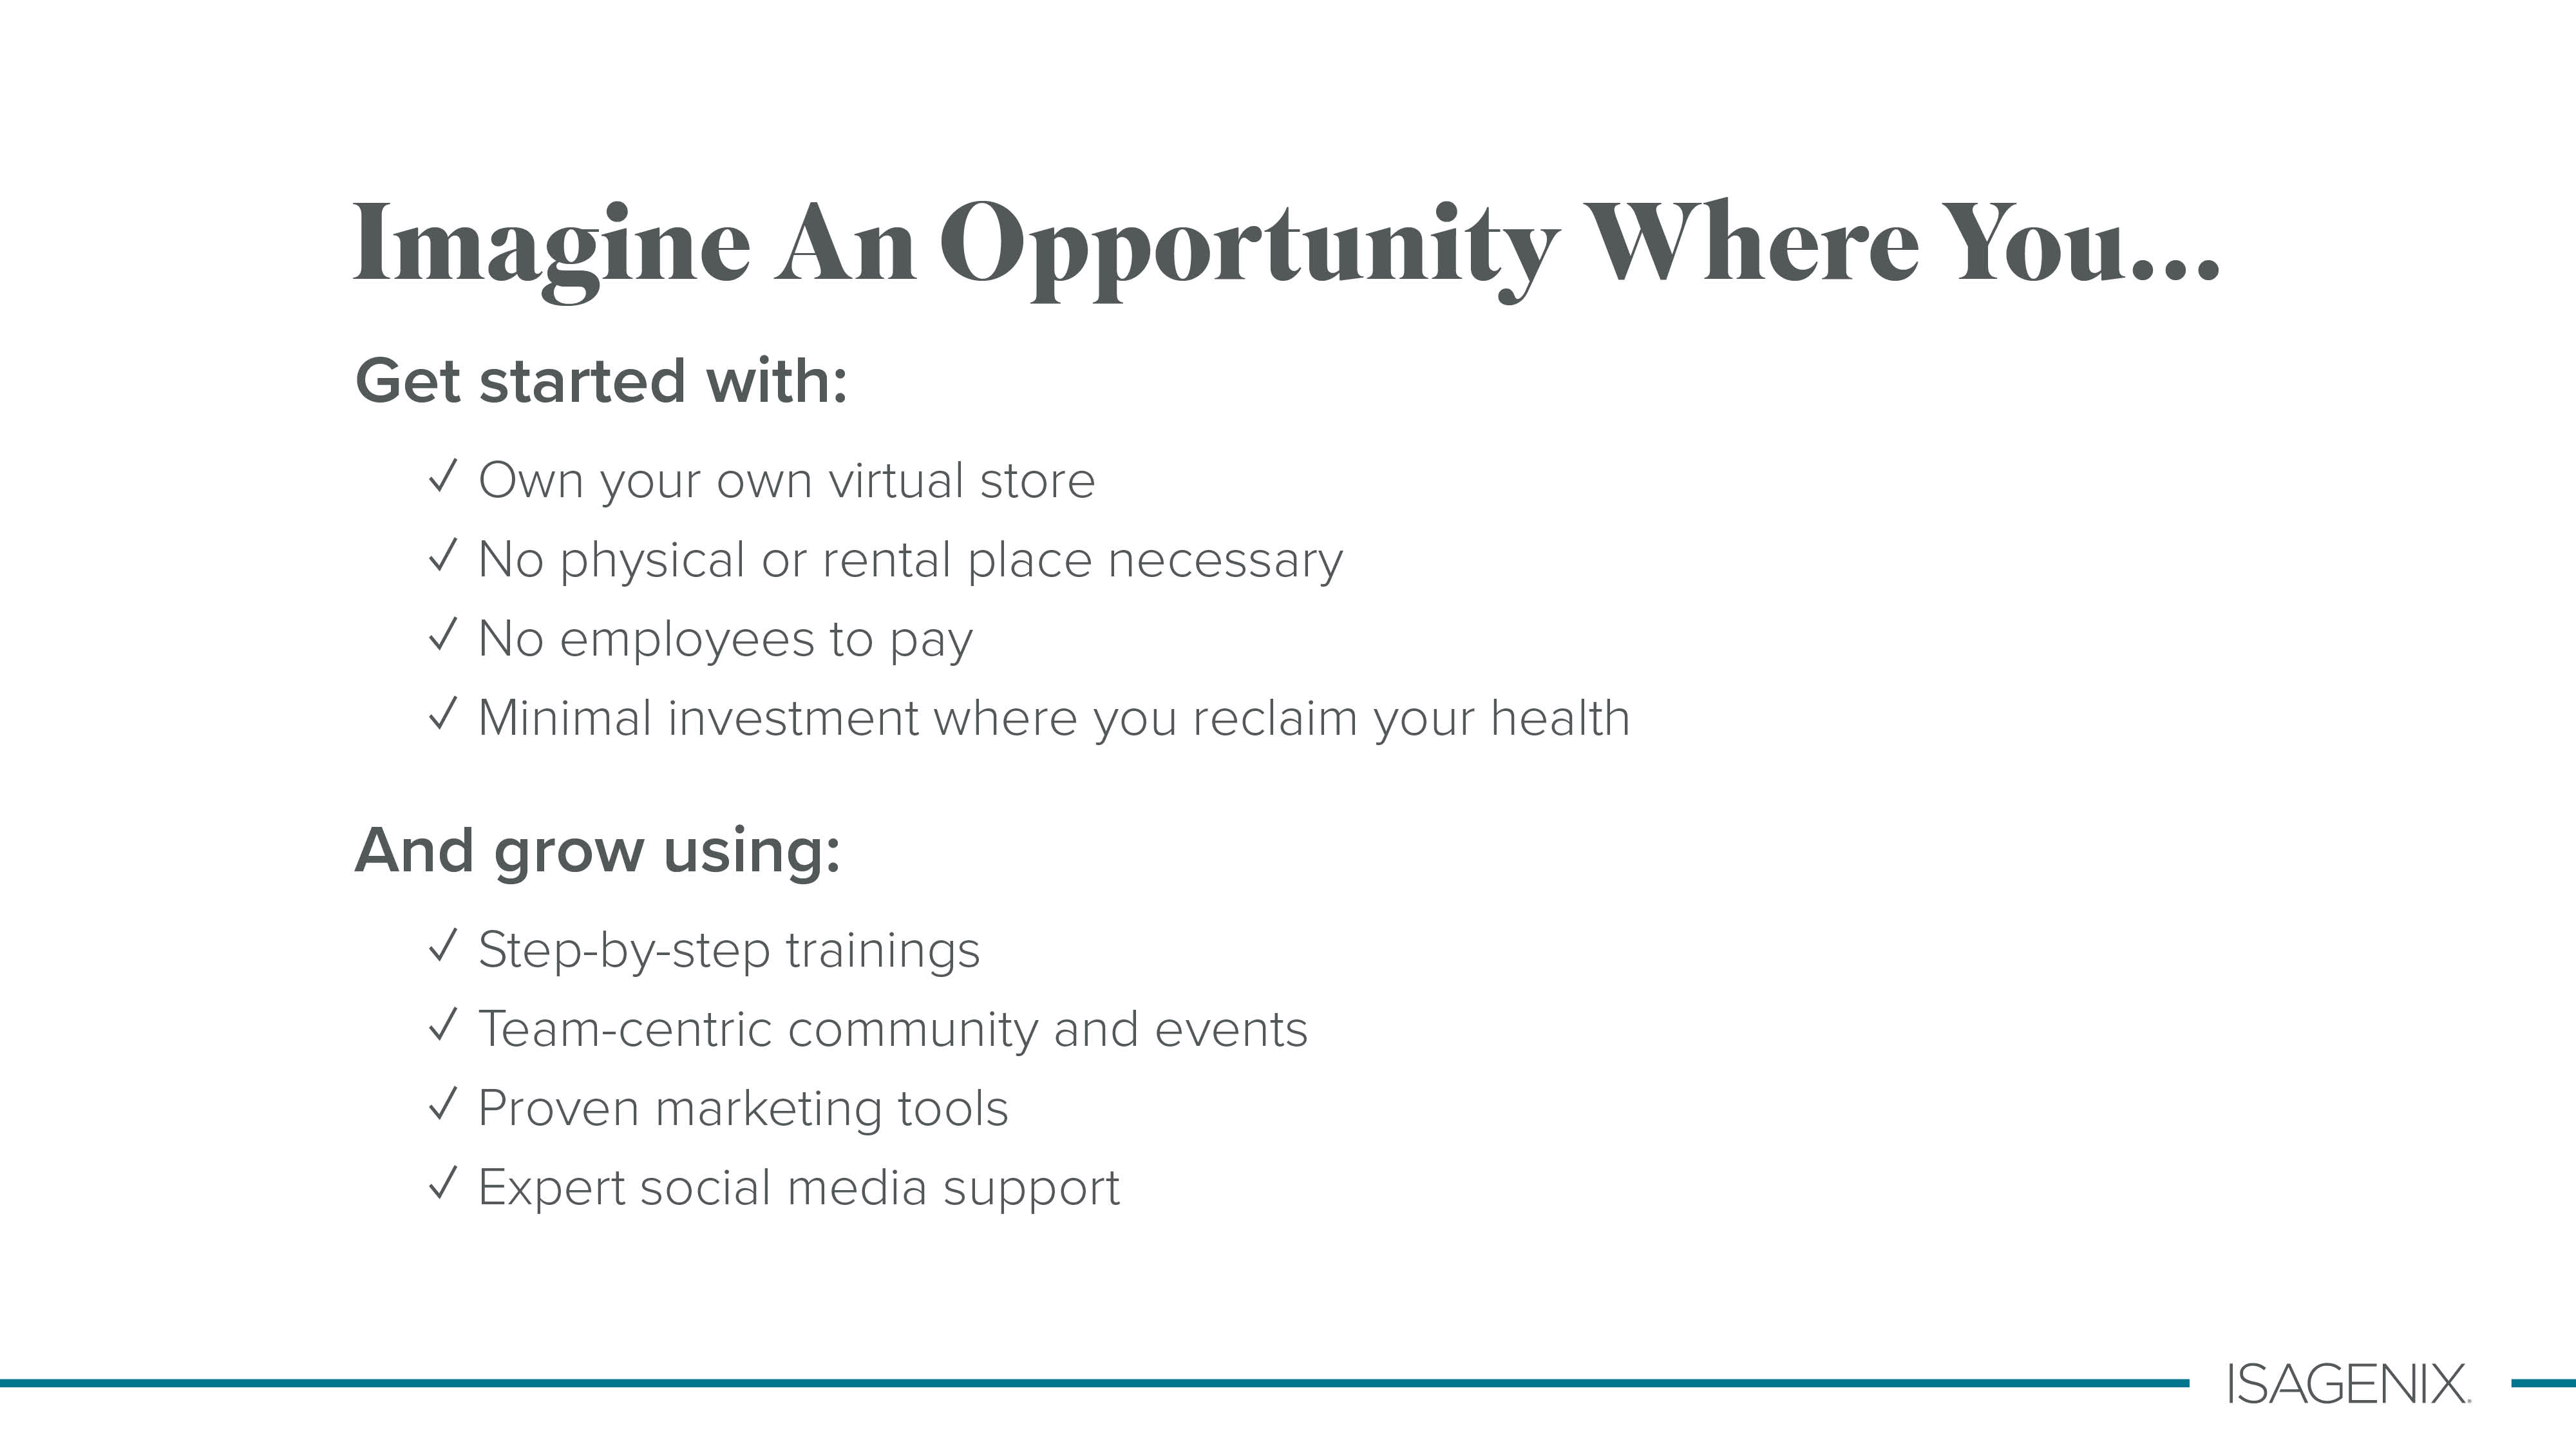 Imagine An Opportunity Where You...
Get started with:
✓ Own your own virtual store
✓ No physical or rental place necessary
✓ No employees to pay
✓ Minimal investment where you reclaim your health
And grow using:
✓ Step-by-step trainings
✓ Team-centric community and events
✓ Proven marketing tools
✓ Expert social media support
ISAGENIX